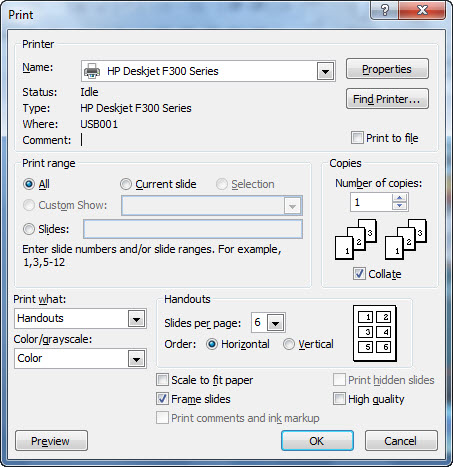 Print
Printer
Name: HP Deskjet F300 Series Properties
Status: Idle
Type: HP Deskjet F300 Series Find Printer...
Where: USB001
Comment: Print to file
Print range Copies
All Current slide Selection Number of copies:
Custom Show: 1
Slides:
Enter slide numbers and/or slide ranges. For example,
1,3,5-12
1 2 3 1 2 3
Collate
Print what: Handouts
Handouts Slides per page: 6 1 2
Color/grayscale: 3 4
Color Order: Horizontal Vertical 5 6
Scale to fit paper Print hidden slides
Frame slides High quality
Print comments and ink markup
Preview OK Cancel